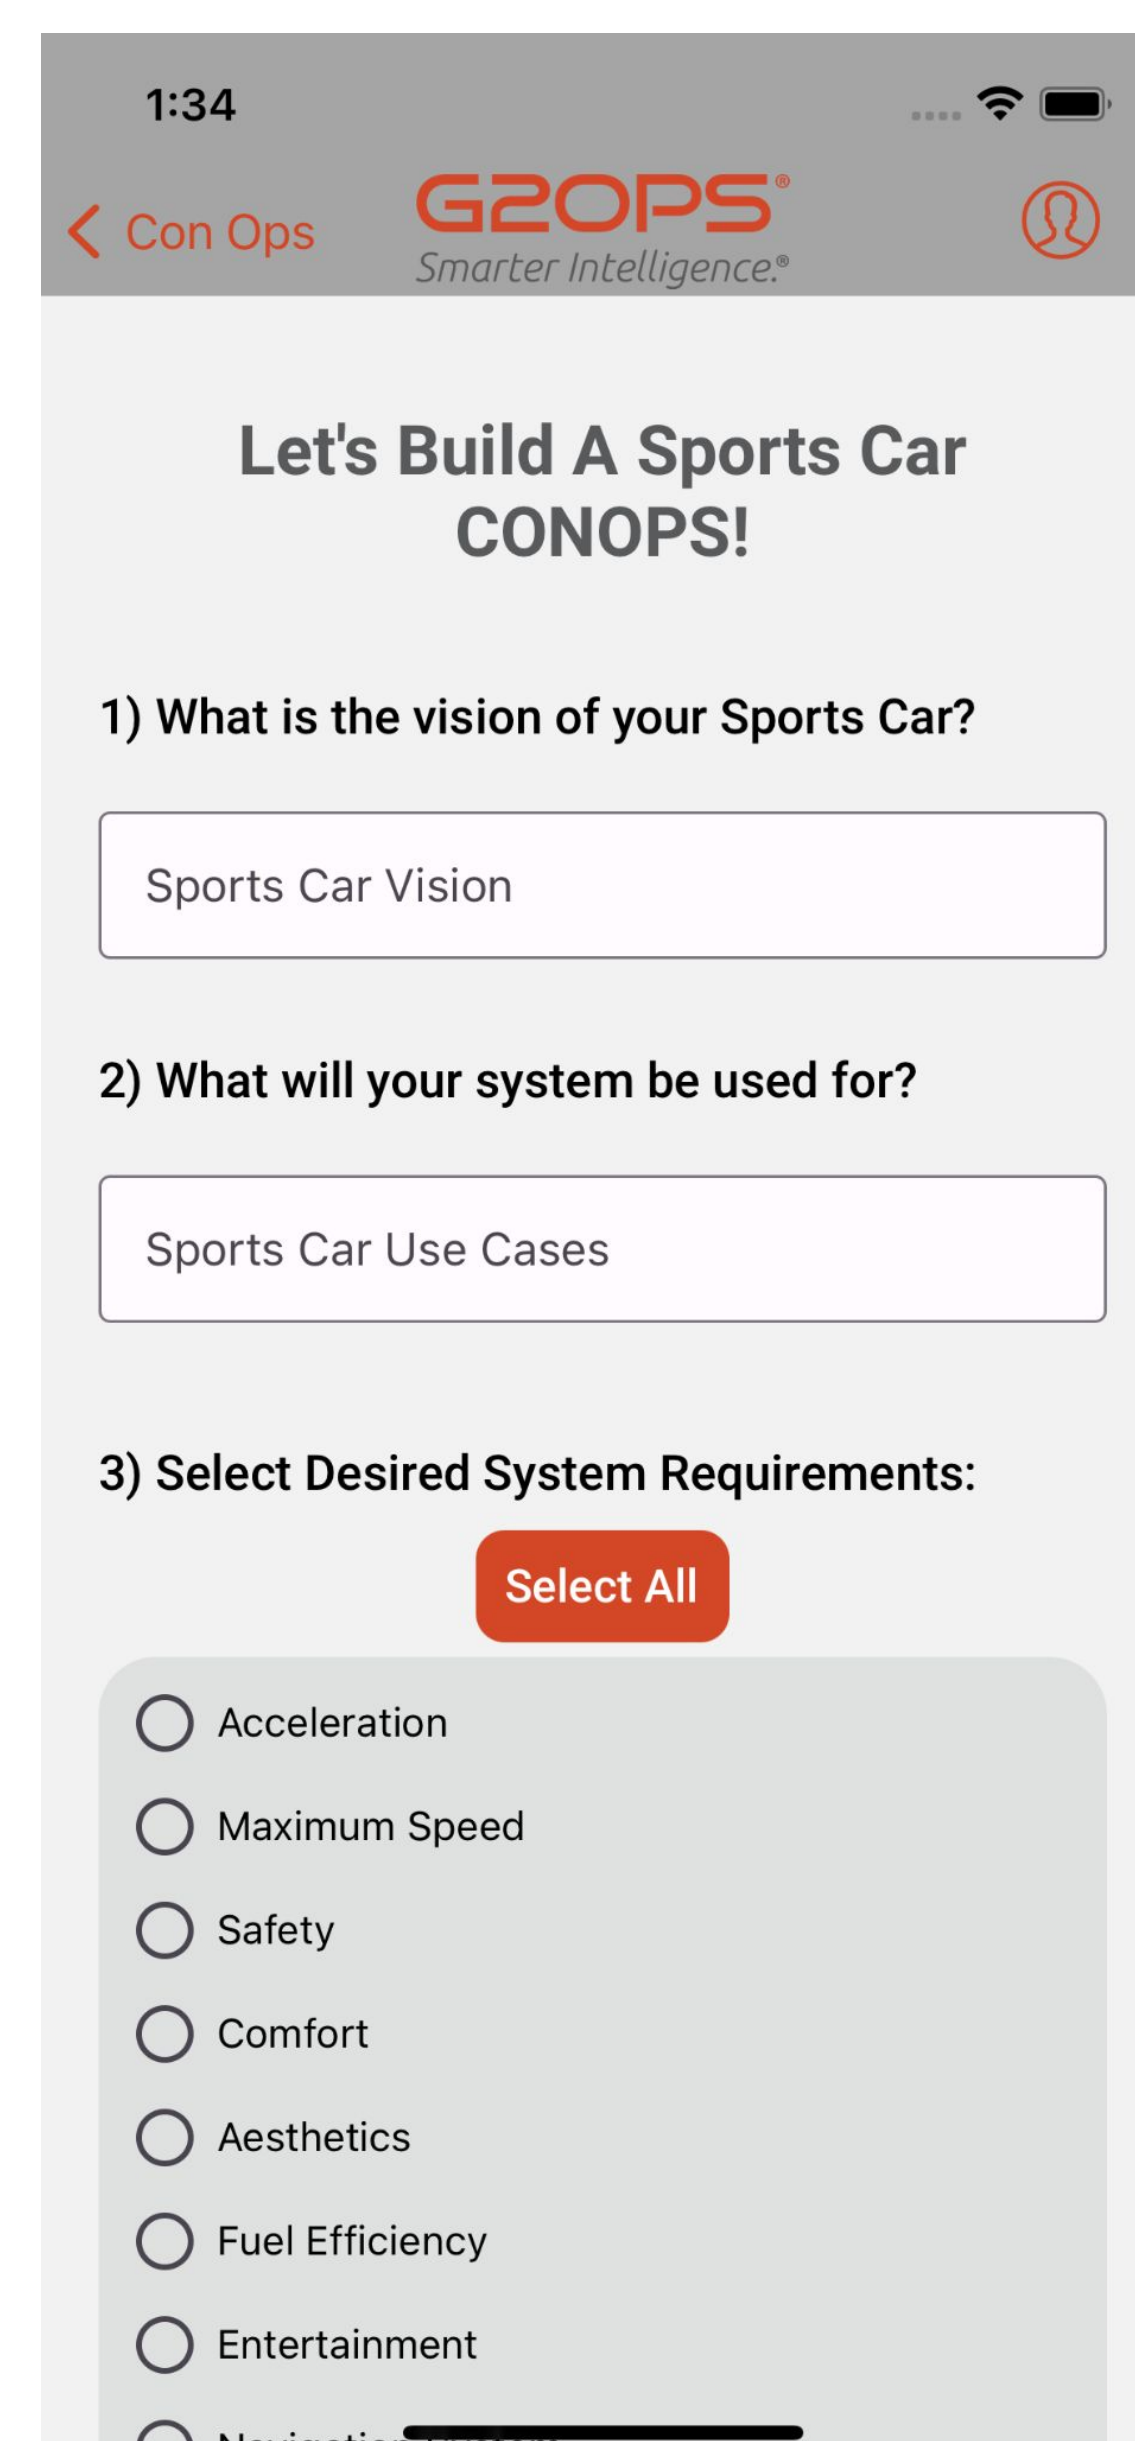 1:34
Con Ops
G2OPS®
Smarter Intelligence.®
Let's Build A Sports Car
CONOPS!
1) What is the vision of your Sports Car?
Sports Car Vision
2) What will your system be used for?
Sports Car Use Cases
3) Select Desired System Requirements:
Select All
Acceleration
Maximum Speed
Safety
Comfort
Aesthetics
Fuel Efficiency
Entertainment
Navigation